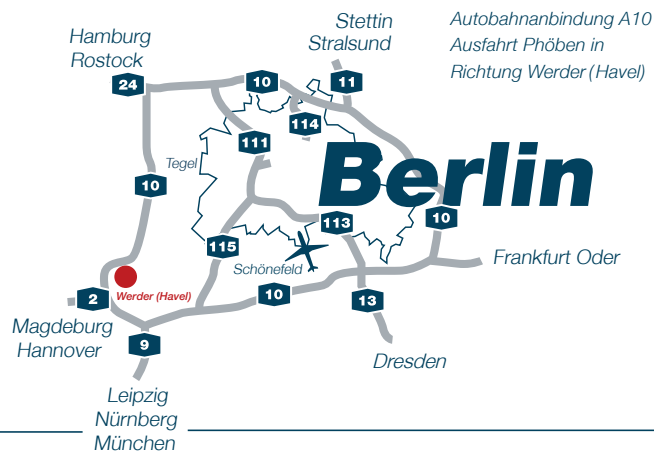 Stettin
Stralsund
Autobahnanbindung A10
Ausfahrt Phöben in
Richtung Werder (Havel)
Hamburg
Rostock
24
10
11
114
111
Tegel
Berlin
10
113
10
115
Schönefeld
Frankfurt Oder
Werder (Havel)
2
10
13
Magdeburg
Hannover
9
Dresden
Leipzig
Nürnberg
München